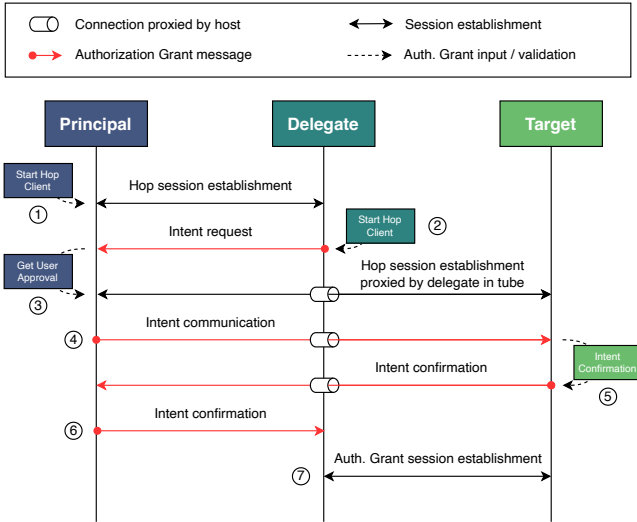 Connection proxied by host
Session establishment
Authorization Grant message
Auth. Grant input / validation
Principal
Delegate
Target
Start Hop
Client
①
Hop session establishment
Start Hop
Client
②
Intent request
Get User
Approval
③
Hop session establishment
proxied by delegate in tube
④
Intent communication
Intent
Confirmation
Intent confirmation
⑤
⑥
Intent confirmation
⑦
Auth. Grant session establishment